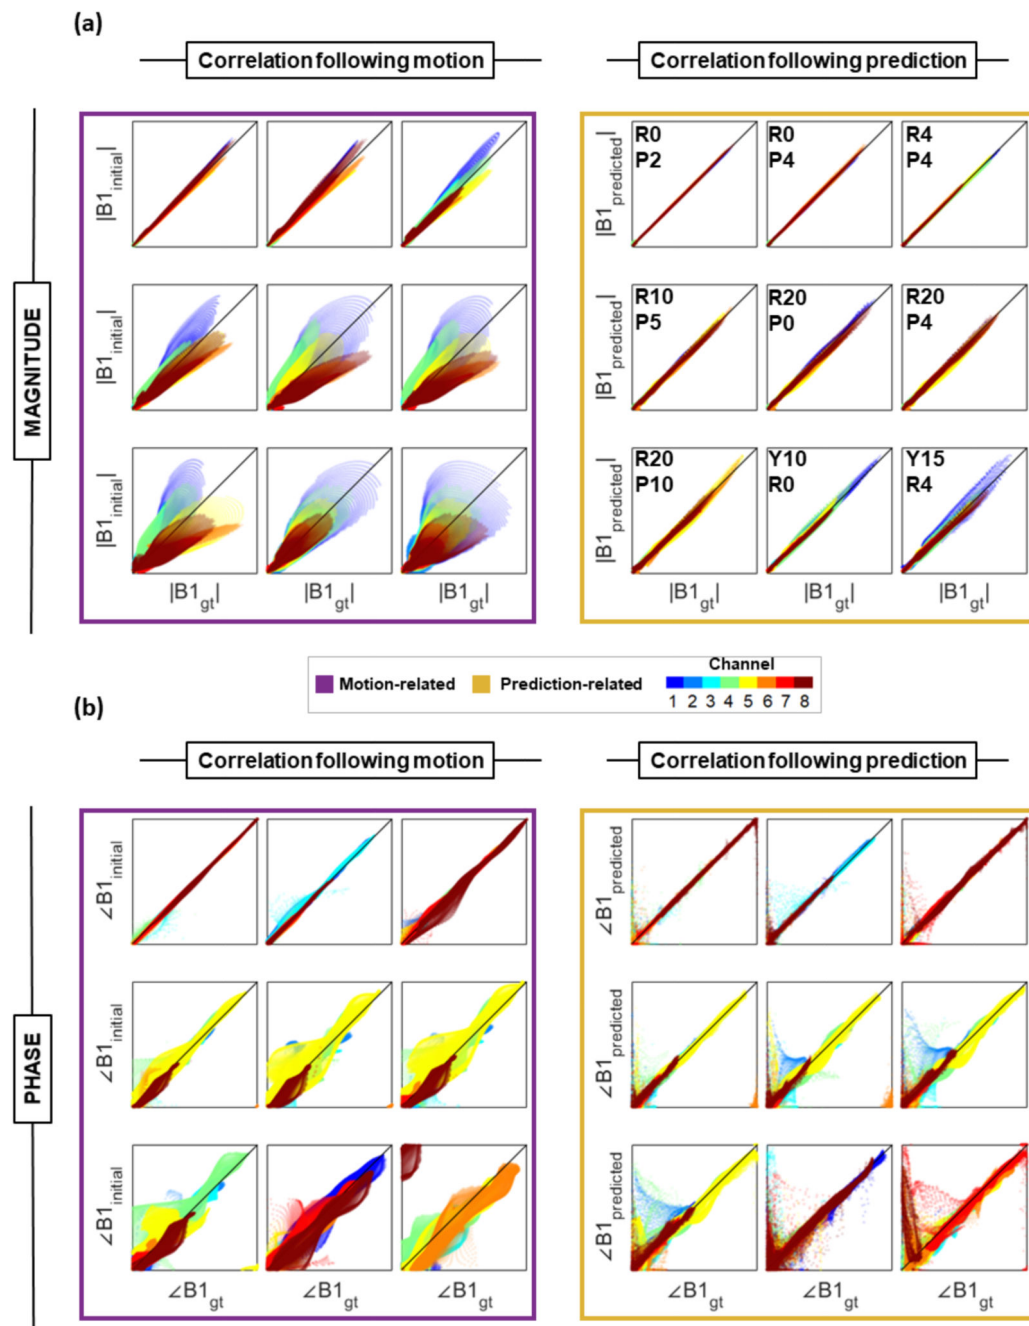 (a)
Correlation following motion
Correlation following prediction
MAGNITUDE
|B1initial|
|B1predicted|
R0
P2
R0
P4
R4
P4
|B1initial|
|B1predicted|
R10
P5
R20
P0
R20
P4
|B1initial|
|B1predicted|
R20
P10
Y10
R0
Y15
R4
|B1gt| |B1gt| |B1gt|
|B1gt| |B1gt| |B1gt|
Motion-related
Prediction-related
Channel
1 2 3 4 5 6 7 8
(b)
Correlation following motion
Correlation following prediction
PHASE
∠B1initial
∠B1predicted
∠B1initial
∠B1predicted
∠B1initial
∠B1predicted
∠B1gt ∠B1gt ∠B1gt
∠B1gt ∠B1gt ∠B1gt